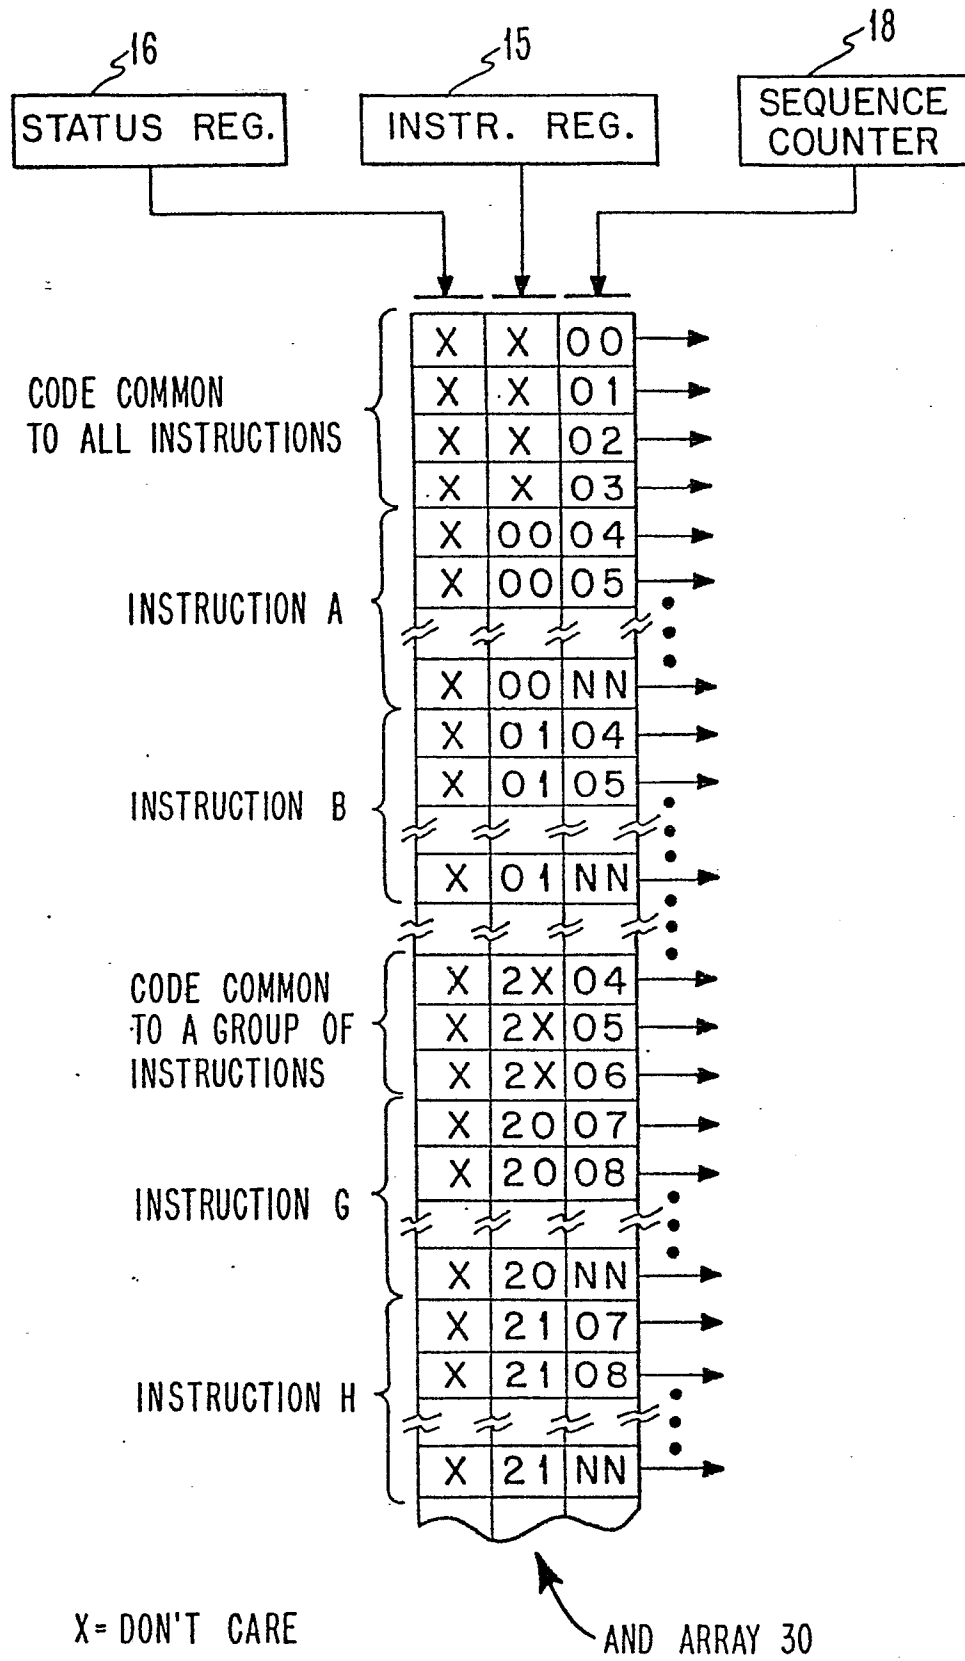 16
15
18
STATUS REG.
INSTR. REG.
SEQUENCE
COUNTER
CODE COMMON
TO ALL INSTRUCTIONS
X X 00
X X 01
X X 02
X X 03
INSTRUCTION A
X 00 04
X 00 05
X 00 NN
INSTRUCTION B
X 01 04
X 01 05
X 01 NN
CODE COMMON
TO A GROUP OF
INSTRUCTIONS
X 2X 04
X 2X 05
X 2X 06
INSTRUCTION G
X 20 07
X 20 08
X 20 NN
INSTRUCTION H
X 21 07
X 21 08
X 21 NN
X= DON'T CARE
AND ARRAY 30